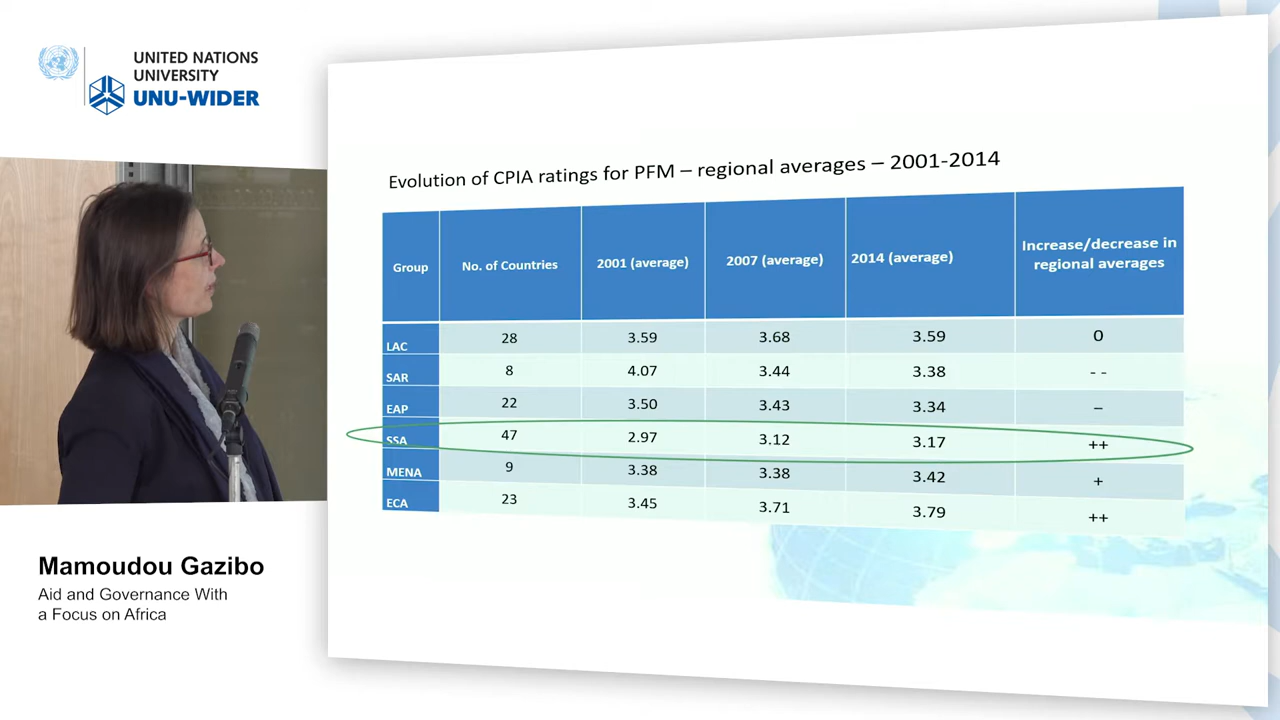 UNITED NATIONS
UNIVERSITY
UNU-WIDER
Evolution of CPIA ratings for PFM – regional averages – 2001-2014
Group No. of Countries 2001 (average) 2007 (average) 2014 (average) Increase/decrease in regional averages
LAC 28 3.59 3.68 3.59 0
SAR 8 4.07 3.44 3.38 - -
EAP 22 3.50 3.43 3.34 –
SSA 47 2.97 3.12 3.17 ++
MENA 9 3.38 3.38 3.42 +
ECA 23 3.45 3.71 3.79 ++
Mamoudou Gazibo
Aid and Governance With
a Focus on Africa